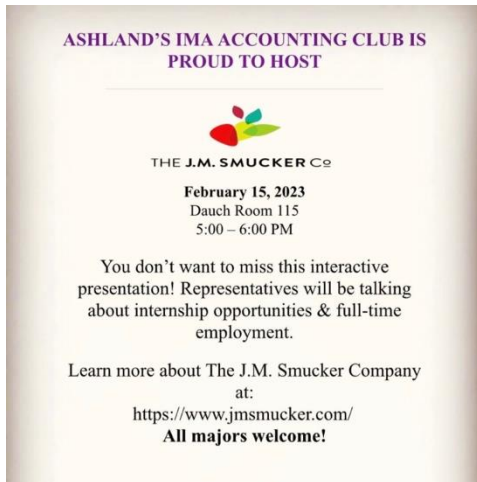 ASHLAND'S IMA ACCOUNTING CLUB IS
PROUD TO HOST
THE J.M. SMUCKER Co
February 15, 2023
Dauch Room 115
5:00 – 6:00 PM
You don't want to miss this interactive
presentation! Representatives will be talking
about internship opportunities & full-time
employment.
Learn more about The J.M. Smucker Company
at:
https://www.jmsmucker.com/
All majors welcome!